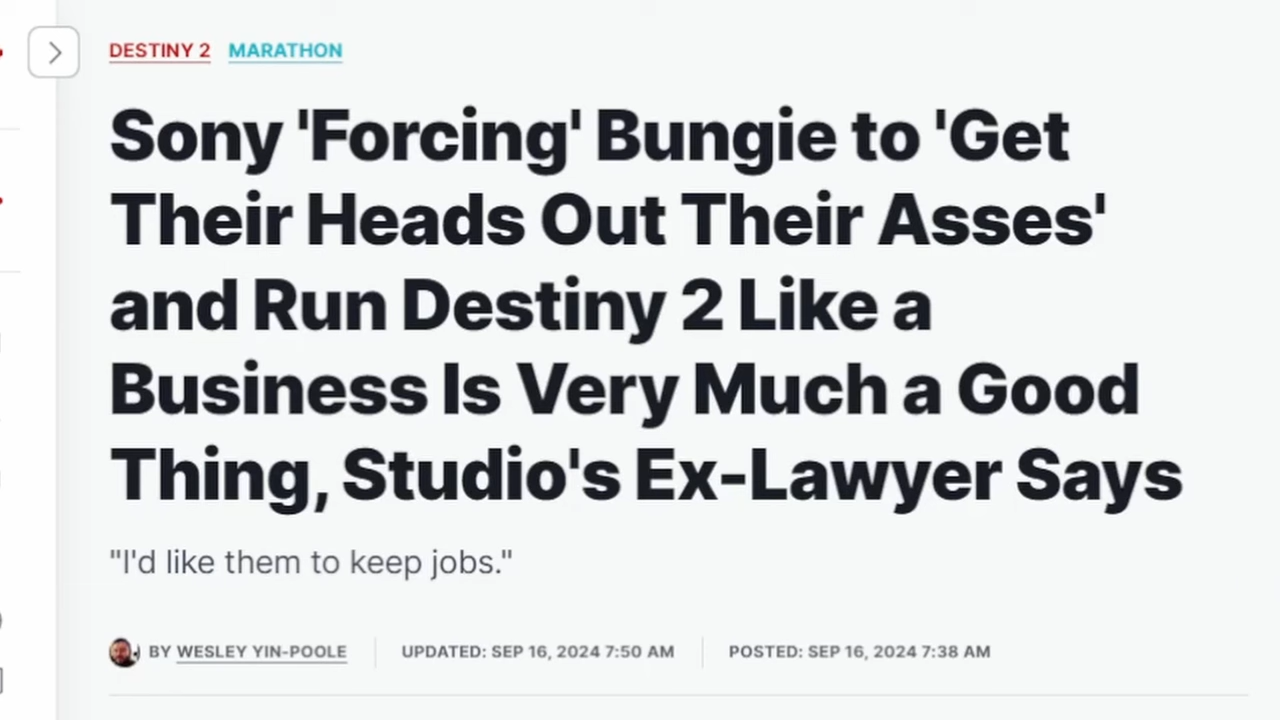 DESTINY 2 MARATHON
Sony 'Forcing' Bungie to 'Get
Their Heads Out Their Asses'
and Run Destiny 2 Like a
Business Is Very Much a Good
Thing, Studio's Ex-Lawyer Says
"I'd like them to keep jobs."
BY WESLEY YIN-POOLE UPDATED: SEP 16, 2024 7:50 AM POSTED: SEP 16, 2024 7:38 AM